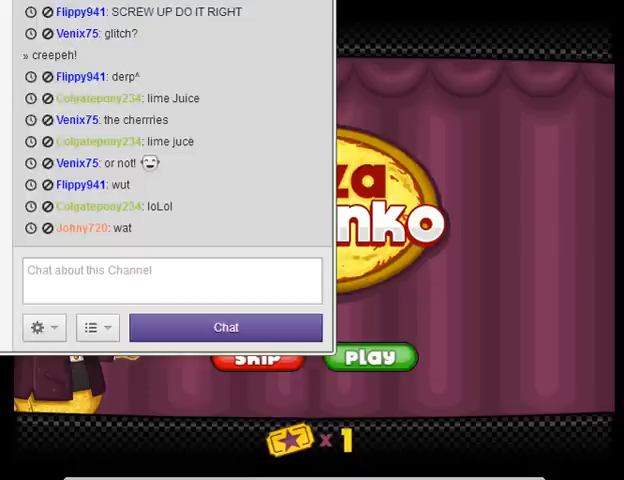 Flippy941: SCREW UP DO IT RIGHT
Venix75: glitch?
» creepeh!
Flippy941: derp^
Colgatepony234: lime Juice
Venix75: the cherrries
Colgatepony234: lime juce
Venix75: or not!
Flippy941: wut
Colgatepony234: loLol
Johny720: wat
Chat about this Channel
Chat
za
nko
SKIP
PLAY
x 1